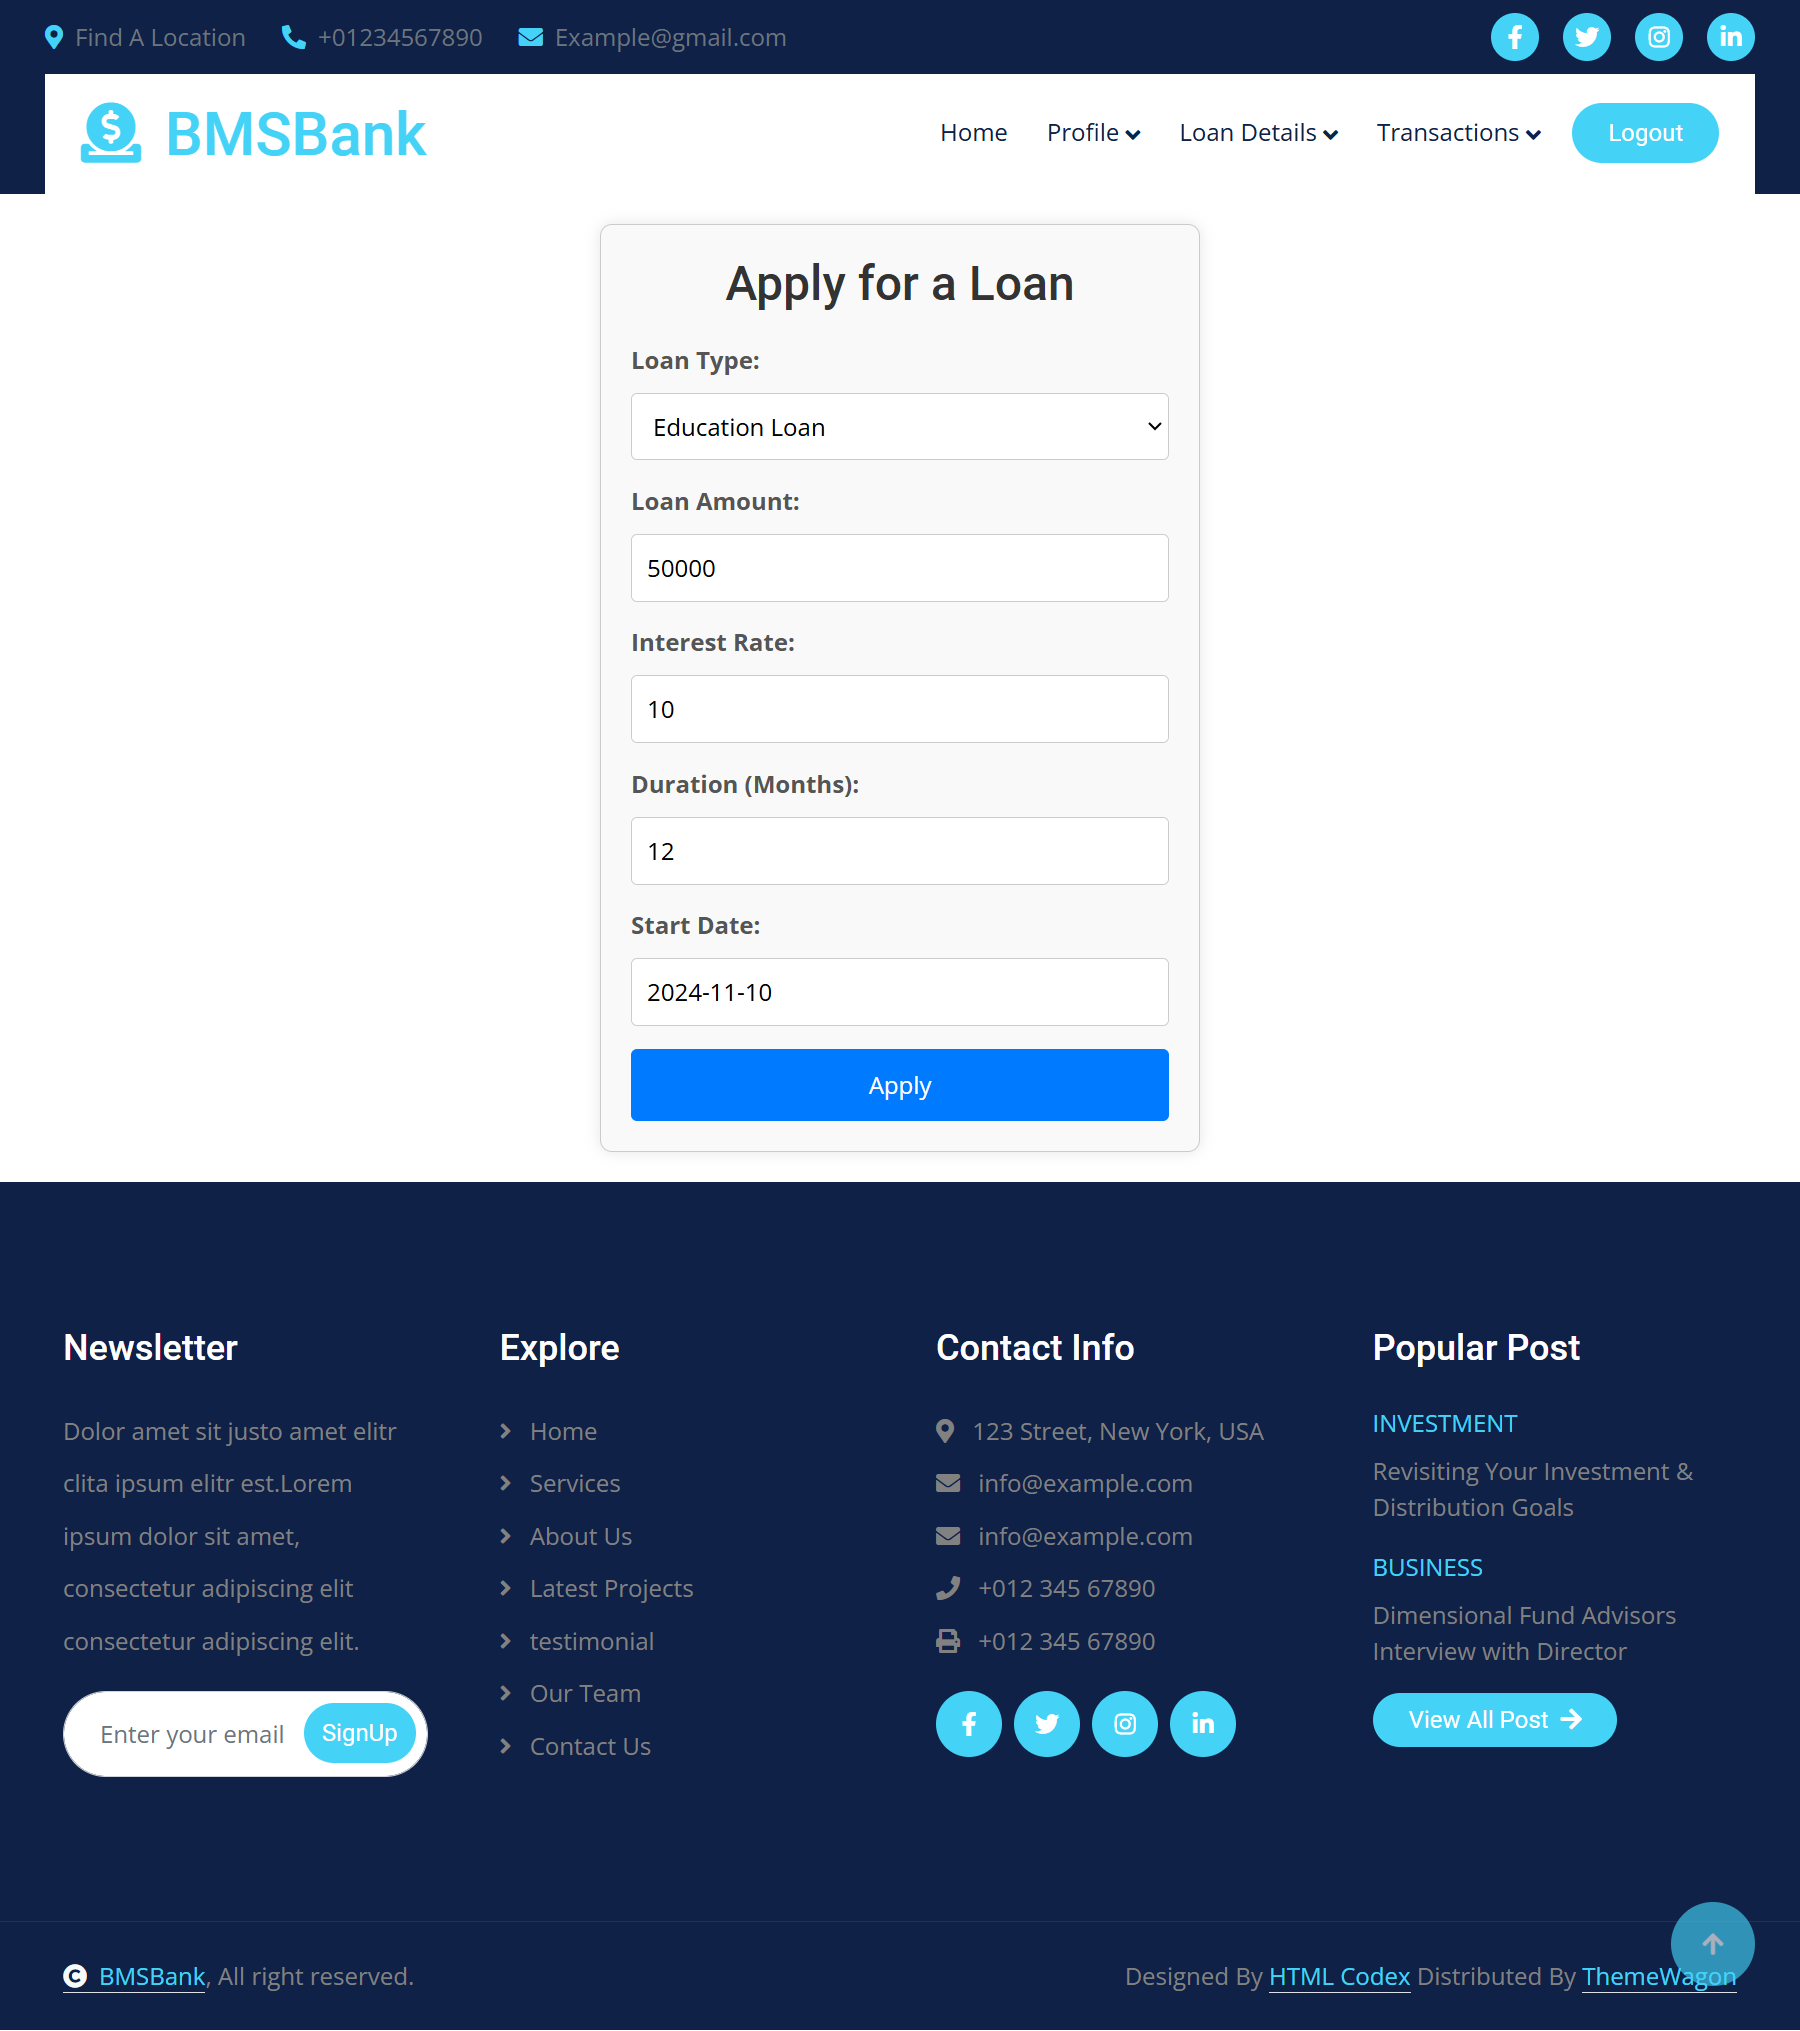 Find A Location +01234567890 Example@gmail.com
BMSBank Home Profile Loan Details Transactions Logout
Apply for a Loan
Loan Type:
Education Loan
Loan Amount:
50000
Interest Rate:
10
Duration (Months):
12
Start Date:
2024-11-10
Apply
Newsletter
Dolor amet sit justo amet elitr
clita ipsum elitr est.Lorem
ipsum dolor sit amet,
consectetur adipiscing elit
consectetur adipiscing elit.
Enter your email SignUp
Explore
Home
Services
About Us
Latest Projects
testimonial
Our Team
Contact Us
Contact Info
123 Street, New York, USA
info@example.com
info@example.com
+012 345 67890
+012 345 67890
Popular Post
INVESTMENT
Revisiting Your Investment &
Distribution Goals
BUSINESS
Dimensional Fund Advisors
Interview with Director
View All Post
BMSBank, All right reserved.
Designed By HTML Codex Distributed By ThemeWagon